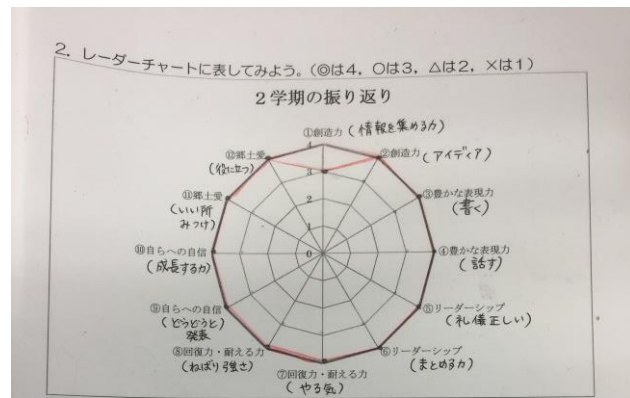 2. レーダーチャートに表してみよう。(◎は4, ○は3, △は2, ×は1)
2学期の振り返り
①創造力 (情報を集める力)
②創造力 (アイディア)
③豊かな表現力
(書く)
④豊かな表現力
(話す)
⑤リーダーシップ
(礼儀正しい)
⑥リーダーシップ
(まとめる力)
⑦回復力・耐える力
(やる気)
⑧回復力・耐える力
(ねばり強さ)
⑨自らへの自信
(どうどうと)
発表
⑩自らへの自信
(成長する力)
⑪郷土愛
(いい所
みつけ)
⑫郷土愛
(役に立つ)
4
3
2
1
0